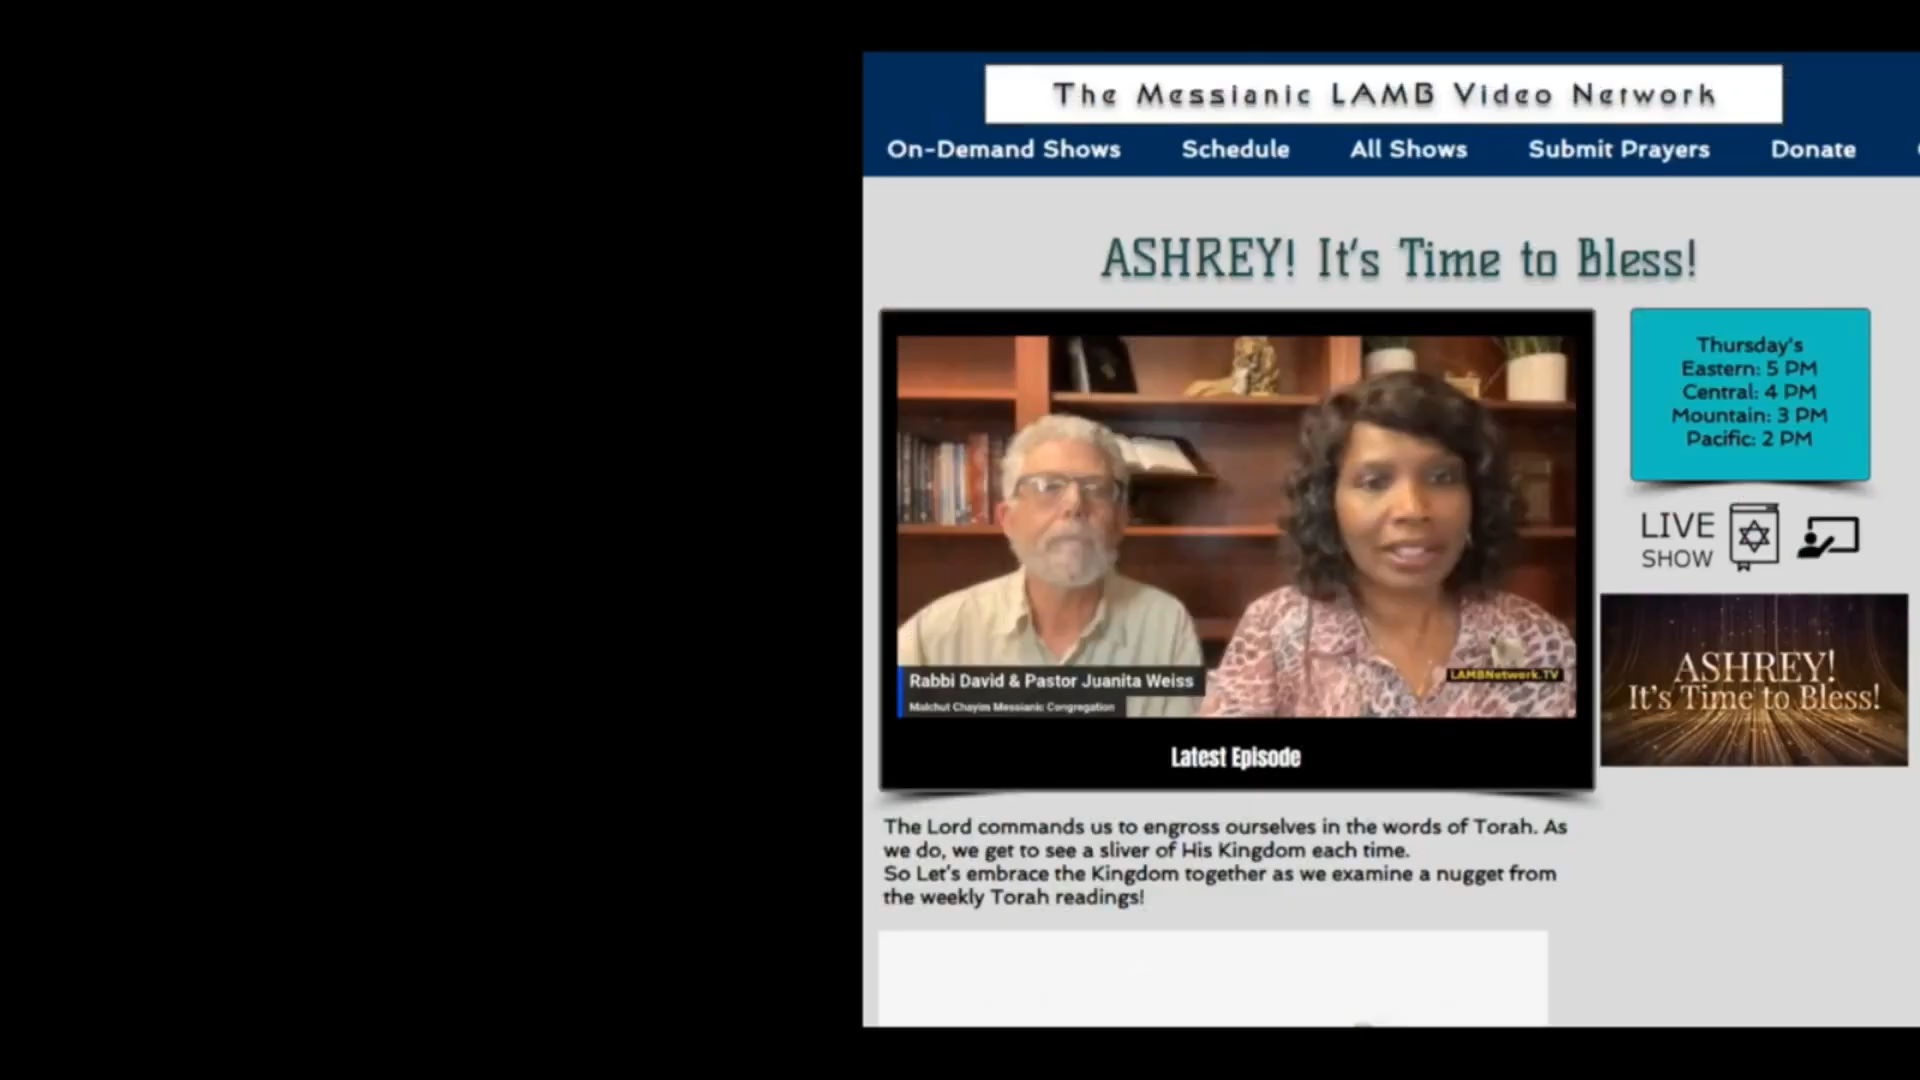 The Messianic LAMB Video Network
On-Demand Shows Schedule All Shows Submit Prayers Donate
ASHREY! It's Time to Bless!
Thursday's
Eastern: 5 PM
Central: 4 PM
Mountain: 3 PM
Pacific: 2 PM
LIVE
SHOW
Rabbi David & Pastor Juanita Weiss
Malchut Chayim Messianic Congregation
LAMBNetwork.TV
ASHREY!
It's Time to Bless!
Latest Episode
The Lord commands us to engross ourselves in the words of Torah. As
we do, we get to see a sliver of His Kingdom each time.
So Let's embrace the Kingdom together as we examine a nugget from
the weekly Torah readings!